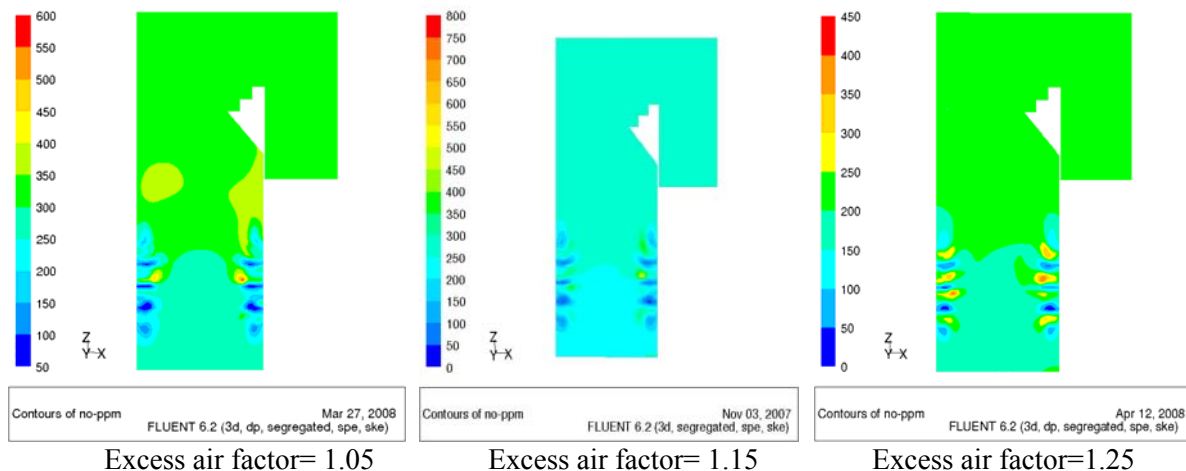 600
550
500
450
400
350
300
250
200
150
100
50
Z
Y X
Contours of no-ppm
Mar 27, 2008
FLUENT 6.2 (3d, dp, segregated, spe, ske)
Excess air factor= 1.05
800
750
700
650
600
550
500
450
400
350
300
250
200
150
100
50
0
Z
Y X
Contours of no-ppm
Nov 03, 2007
FLUENT 6.2 (3d, dp, segregated, spe, ske)
Excess air factor= 1.15
450
400
350
300
250
200
150
100
50
0
Z
Y X
Contours of no-ppm
Apr 12, 2008
FLUENT 6.2 (3d, dp, segregated, spe, ske)
Excess air factor=1.25